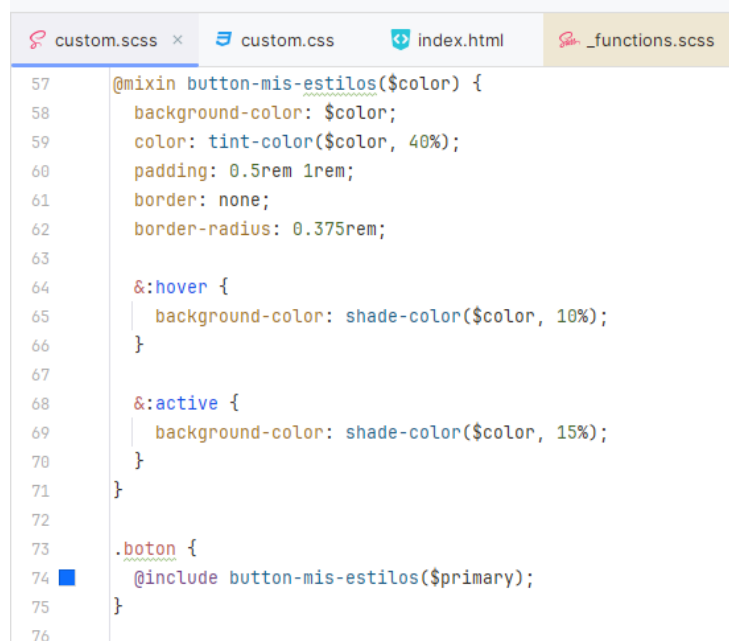 custom.scss × custom.css index.html _functions.scss
57 @mixin button-mis-estilos($color) {
58 background-color: $color;
59 color: tint-color($color, 40%);
60 padding: 0.5rem 1rem;
61 border: none;
62 border-radius: 0.375rem;
63
64 &:hover {
65 background-color: shade-color($color, 10%);
66 }
67
68 &:active {
69 background-color: shade-color($color, 15%);
70 }
71 }
72
73 .boton {
74 @include button-mis-estilos($primary);
75 }
76